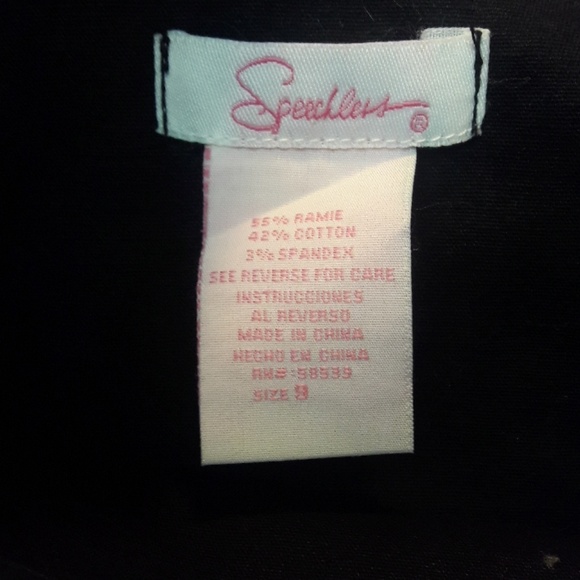 Speechless®
55% RAMIE
42% COTTON
3% SPANDEX
SEE REVERSE FOR CARE
INSTRUCCIONES
AL REVERSO
MADE IN CHINA
HECHO EN CHINA
RN#:58939
SIZE 9